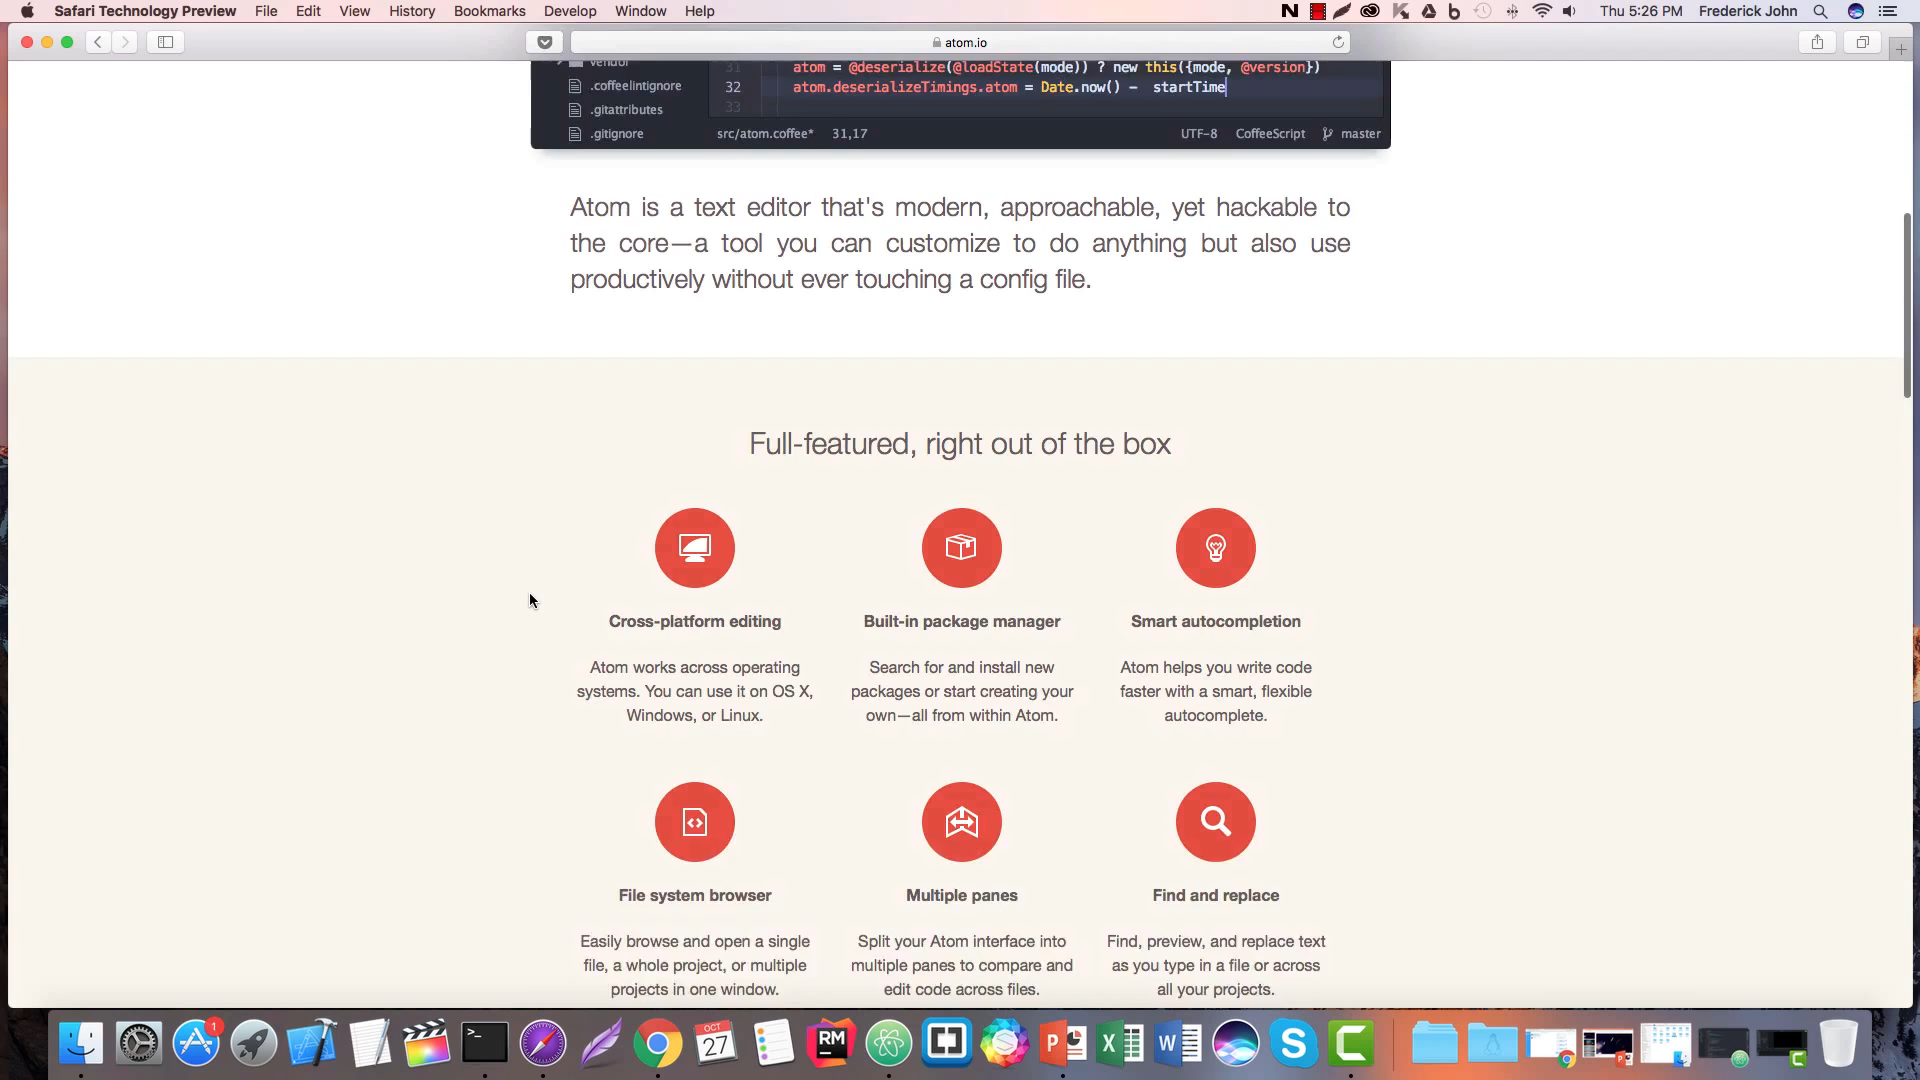 Safari Technology Preview File Edit View History Bookmarks Develop Window Help
Thu 5:26 PM Frederick John
atom.io
31 atom = @deserialize(@loadState(mode)) ? new this({mode, @version})
.coffeelintignore
32 atom.deserializeTimings.atom = Date.now() - startTime
.gitattributes
33
.gitignore
src/atom.coffee* 31,17 UTF-8 CoffeeScript master
Atom is a text editor that's modern, approachable, yet hackable to
the core—a tool you can customize to do anything but also use
productively without ever touching a config file.
Full-featured, right out of the box
Cross-platform editing
Atom works across operating
systems. You can use it on OS X,
Windows, or Linux.
Built-in package manager
Search for and install new
packages or start creating your
own—all from within Atom.
Smart autocompletion
Atom helps you write code
faster with a smart, flexible
autocomplete.
File system browser
Easily browse and open a single
file, a whole project, or multiple
projects in one window.
Multiple panes
Split your Atom interface into
multiple panes to compare and
edit code across files.
Find and replace
Find, preview, and replace text
as you type in a file or across
all your projects.
1
OCT
27
RM